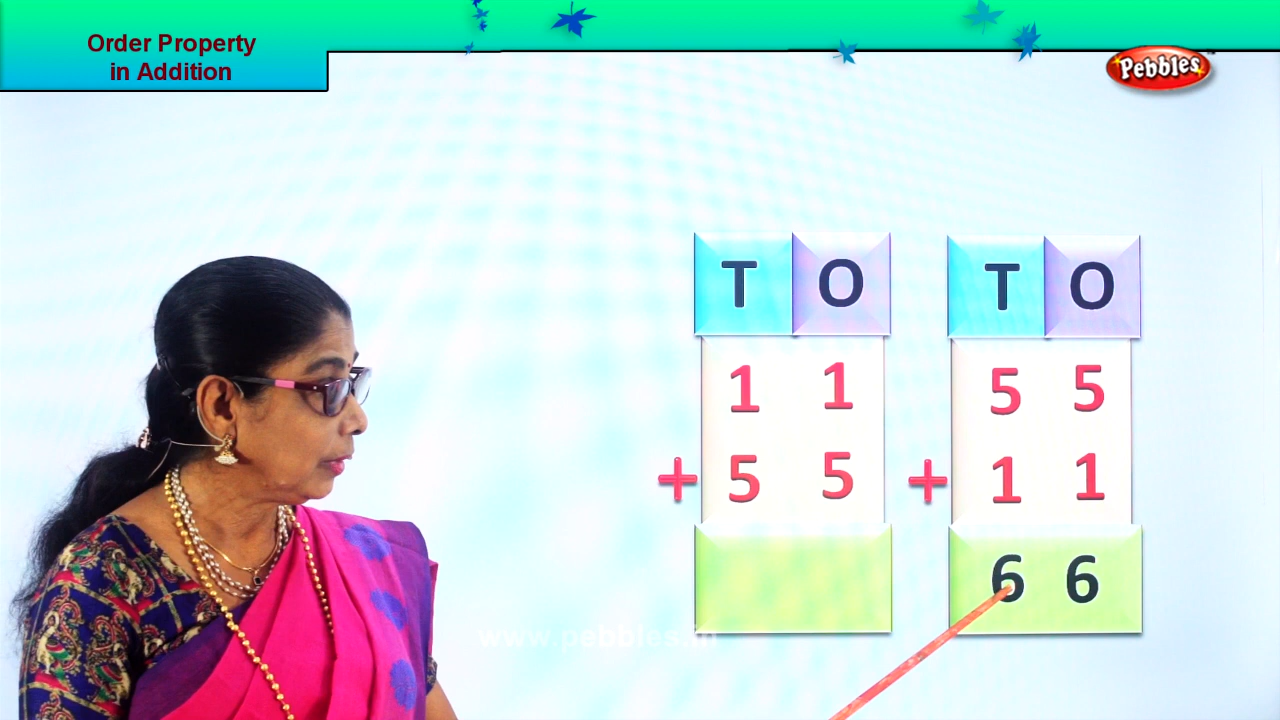 Order Property
in Addition
Pebbles
T O T O
1 1 5 5
+ 5 5 + 1 1
6 6
www.pebbles.in